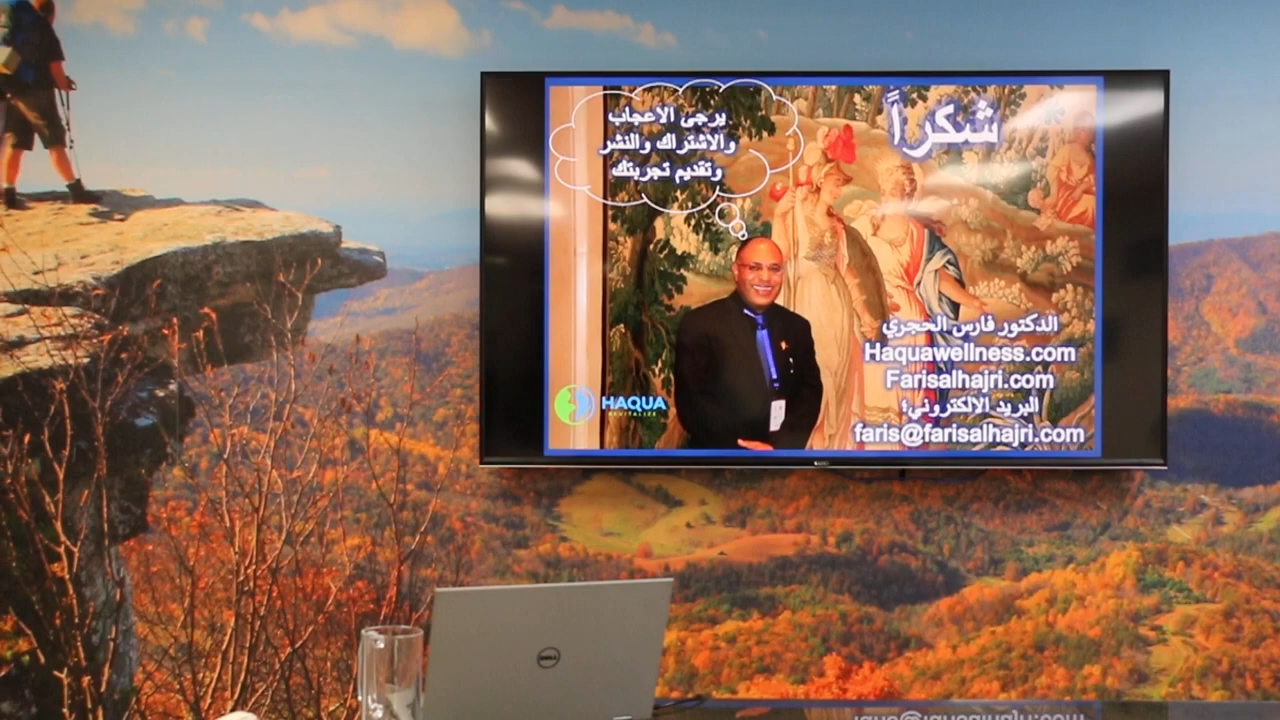 يرجى الاعجاب
والاشتراك والنشر
وتقديم تجربتك
شكراً
الدكتور فارس الحجري
Haquawellness.com
Farisalhajri.com
البريد الالكتروني؛
faris@farisalhajri.com
HAQUA
REVITALIZE
DELL